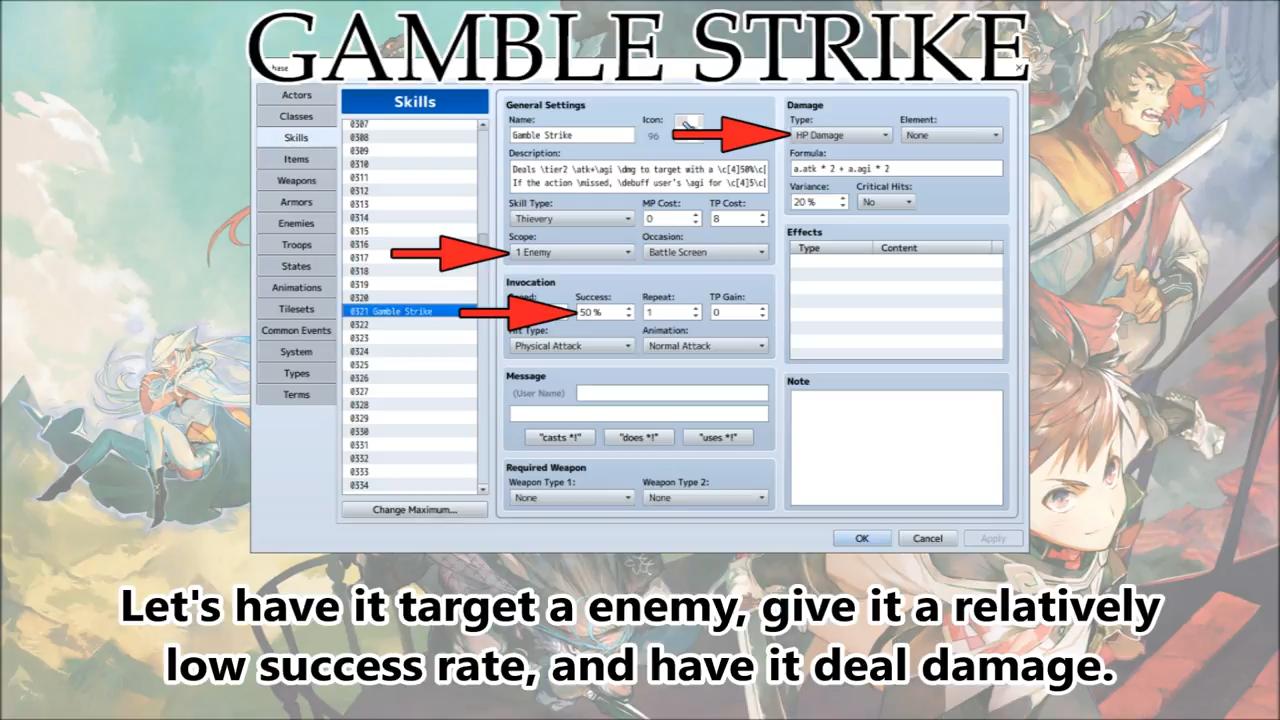 GAMBLE STRIKE
Actors
Classes
Skills
Items
Weapons
Armors
Enemies
Troops
States
Animations
Tilesets
Common Events
System
Types
Terms
Skills
0307
0308
0309
0310
0311
0312
0313
0314
0315
0316
0317
0318
0319
0320
0321 Gamble Strike
0322
0323
0324
0325
0326
0327
0328
0329
0330
0331
0332
0333
0334
Change Maximum...
General Settings
Name: Icon:
Gamble Strike 96
Description:
Deals \tier2 \atk+\agi \dmg to target with a \c[4]50%\c[
If the action \missed, \debuff user's \agi for \c[4]5\c[
Skill Type: MP Cost: TP Cost:
Thievery 0 8
Scope: Occasion:
1 Enemy Battle Screen
Invocation
Success: Repeat: TP Gain:
50 % 1 0
Type: Animation:
Physical Attack Normal Attack
Message
(User Name)
"casts *!" "does *!" "uses *!"
Required Weapon
Weapon Type 1: Weapon Type 2:
None None
Damage
Type: Element:
HP Damage None
Formula:
a.atk * 2 + a.agi * 2
Variance: Critical Hits:
20 % No
Effects
Type Content
Note
OK Cancel Apply
Let's have it target a enemy, give it a relatively
low success rate, and have it deal damage.